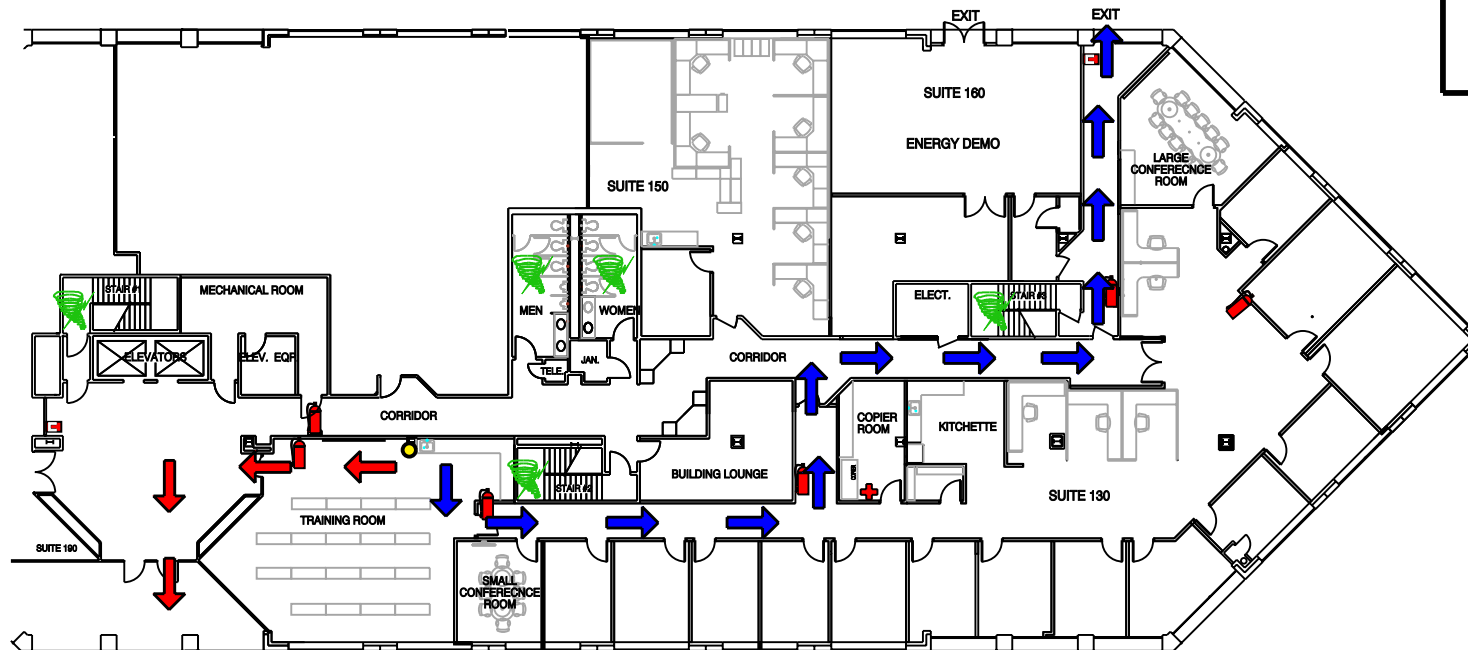 EXIT
EXIT
SUITE 160
ENERGY DEMO
LARGE
CONFERECNCE
ROOM
SUITE 150
STAIR #1
MECHANICAL ROOM
MEN
WOMEN
ELECT.
STAIR #3
ELEVATORS
ELEV. EQP.
JAN.
TELE.
CORRIDOR
CORRIDOR
COPIER
ROOM
KITCHETTE
BUILDING LOUNGE
COPIER
STAIR #2
SUITE 130
TRAINING ROOM
SUITE 190
SMALL
CONFERECNCE
ROOM